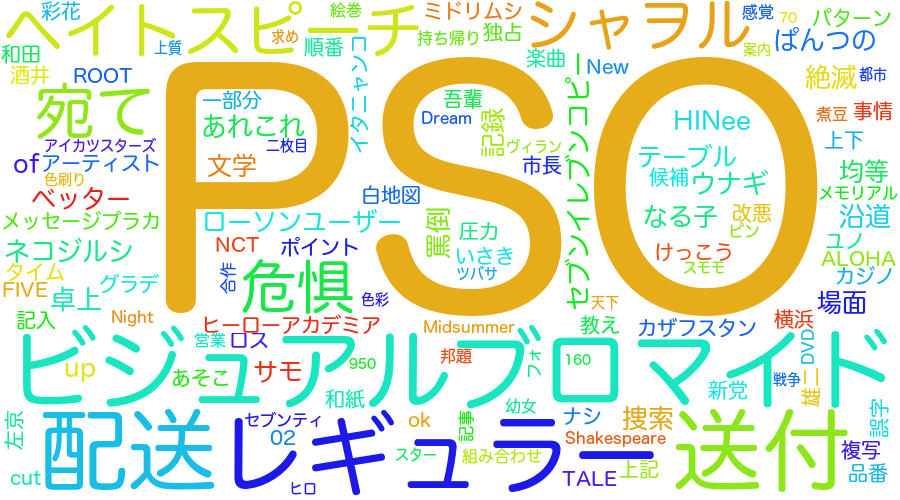 彩花
絵巻
ミドリムシ
感覚
70
パターン
ヘイトスピーチ
シャヲル
上質
求め
持ち帰り
独占
ぱんつの
和田
順番
案内
酒井
ROOT
楽曲
New
絶滅
都市
宛て
一部分
イタニャンコ
吾輩
セブンイレブンコピー
煮豆
事情
あれこれ
Dream
記録
HINee
上下
アイカツスターズ
二枚目
ヴィラン
PSO
of
アーティスト
文学
市長
テーブル
均等
色刷り
候補
ウナギ
ベッター
白地図
メモリアル
メッセージプラカ
ローソンユーザー
罵倒
圧力
なる子
改悪
沿道
ピン
ネコジルシ
NCT
ポイント
いさき
けっこう
ユノ
ALOHA
タイム
グラデ
合作
危惧
ツバサ
スモモ
カジノ
FIVE
卓上
色彩
天下
場面
記入
Night
ヒーローアカデミア
Midsummer
教え
カザフスタン
横浜
営業
ロス
ビジュアルブロマイド
up
あそこ
サモ
950
邦題
フォ
160
DVD
戦争
和紙
幼女
新党
雄二
左京
配送
セブンティ
レギュラー
ok
記事
ナシ
捜索
送付
誤字
02
スター
組み合わせ
Shakespeare
複写
cut
ヒロ
TALE
上記
品番